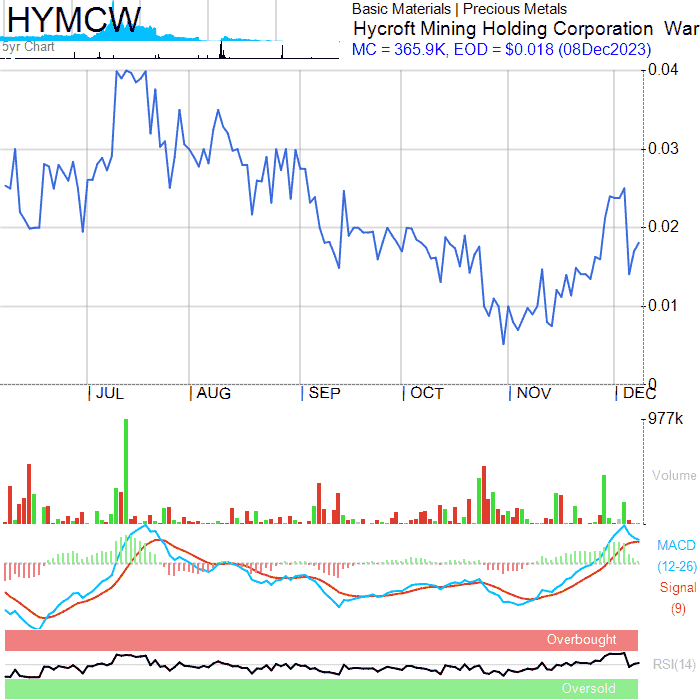 HYMCW
5yr Chart
Basic Materials | Precious Metals
Hycroft Mining Holding Corporation War
MC = 365.9K, EOD = $0.018 (08Dec2023)
0.04
0.03
0.02
0.01
0
JUL AUG SEP OCT NOV DEC
977k
Volume
MACD
(12-26)
Signal
(9)
Overbought
RSI(14)
Oversold